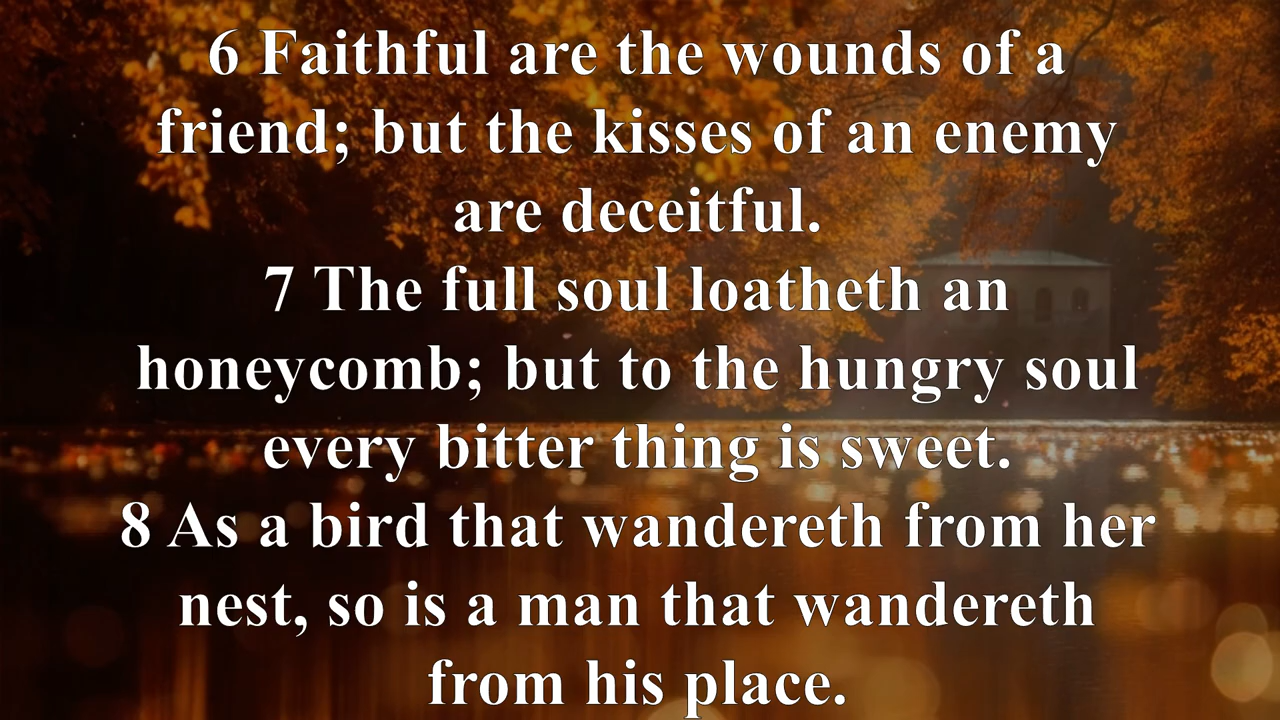 6 Faithful are the wounds of a
friend; but the kisses of an enemy
are deceitful.
7 The full soul loatheth an
honeycomb; but to the hungry soul
every bitter thing is sweet.
8 As a bird that wandereth from her
nest, so is a man that wandereth
from his place.